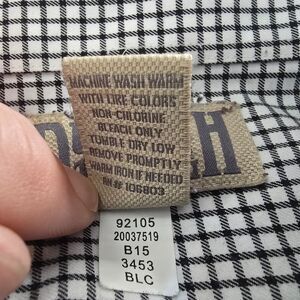 MACHINE WASH WARM
WITH LIKE COLORS
NON-CHLORINE
BLEACH ONLY
TUMBLE DRY LOW
REMOVE PROMPTLY
WARM IRON IF NEEDED
RN# 106803
92105
20037519
B15
3453
BLC